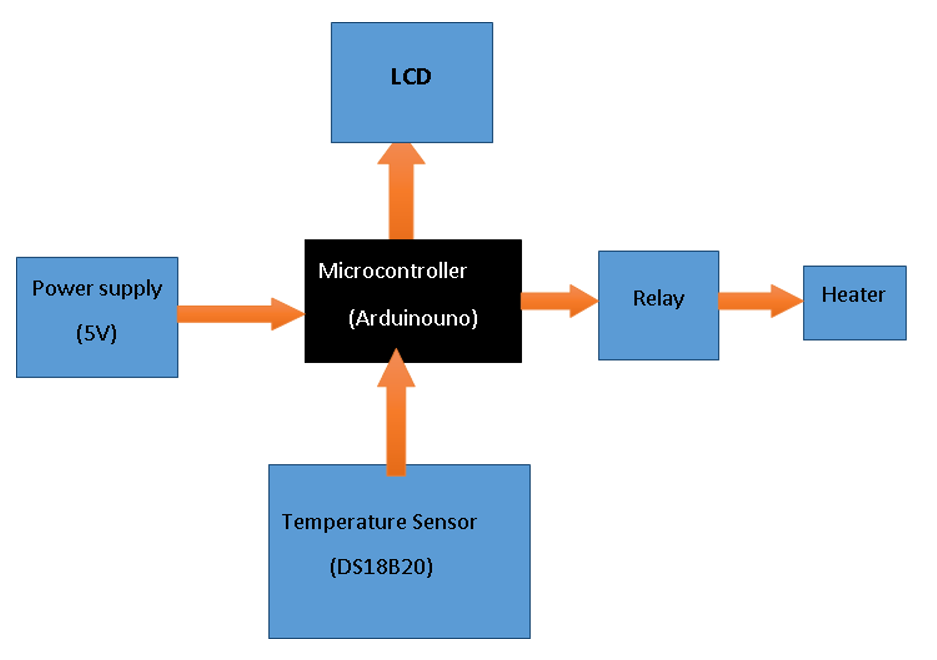 LCD
Power supply
(5V)
Microcontroller
(Arduinouno)
Relay
Heater
Temperature Sensor
(DS18B20)